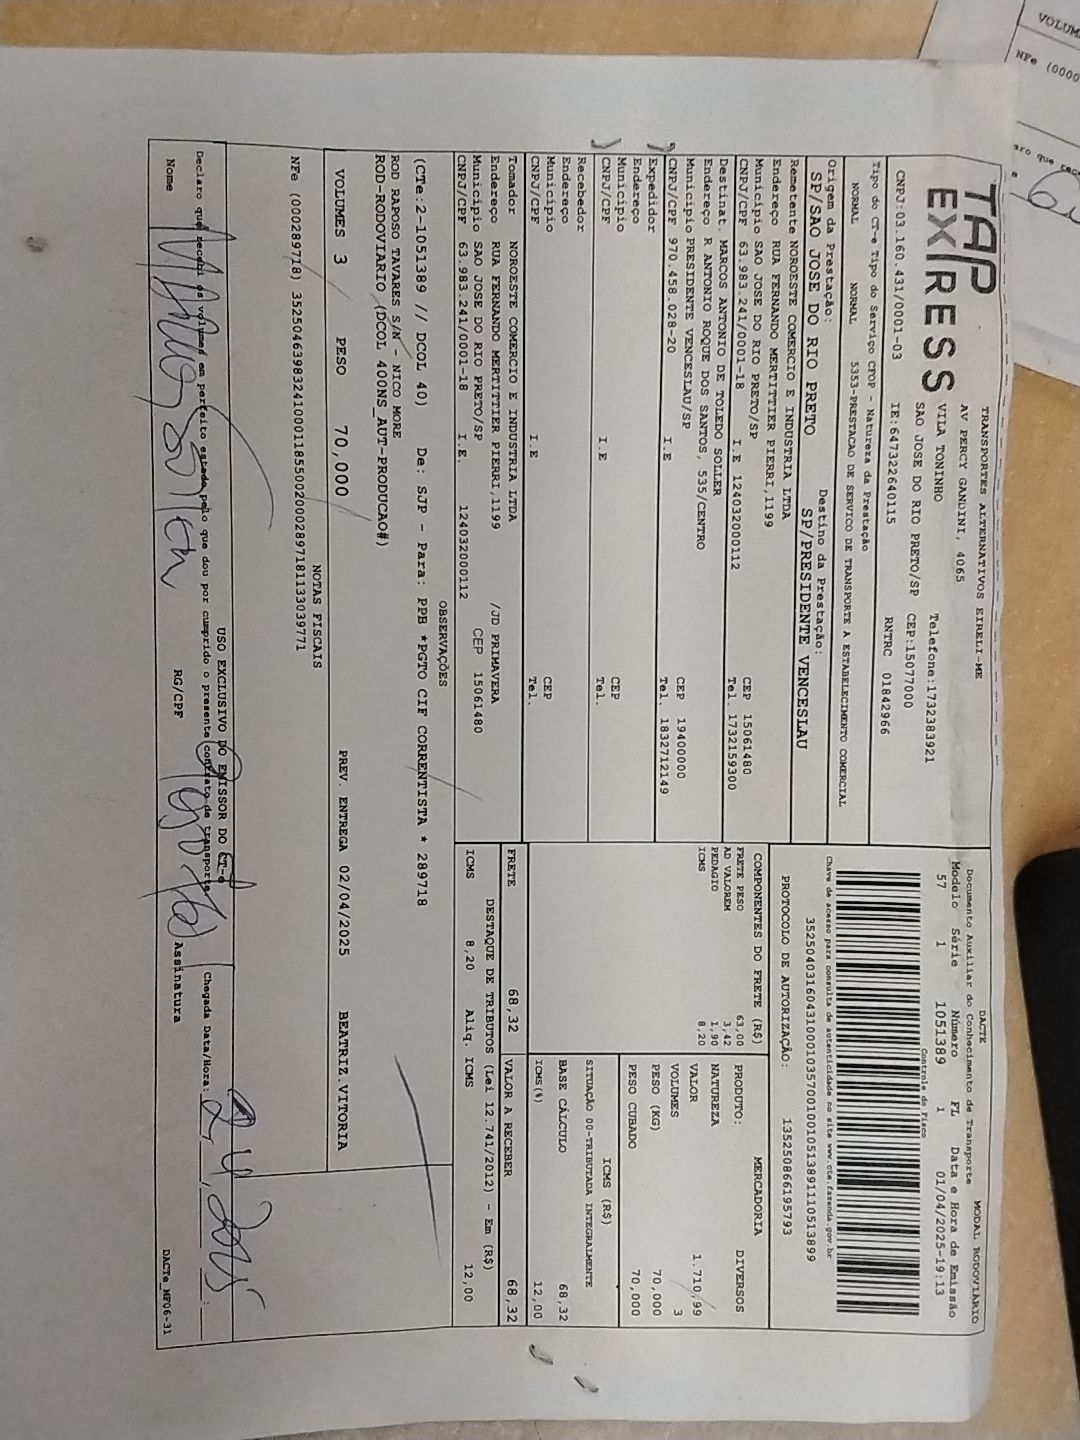 TAP EXPRESS
TRANSPORTES ALTERNATIVOS EIRELI-ME
AV PERCY GANDINI, 4065
VILA TONINHO Telefone:1732383921
SAO JOSE DO RIO PRETO/SP CEP:15077000
CNPJ:03.160.431/0001-03 IE:647322640115 RNTRC 01842966
DACTE MODAL RODOVIÁRIO
Documento Auxiliar do Conhecimento de Transporte
Modelo Série Número FL Data e Hora de Emissão
57 1 1051389 1 01/04/2025-19:13
Controle do Fisco
Chave de acesso para consulta de autenticidade no site www.cte.fazenda.gov.br
35250403160431000103570010010513891110513899
PROTOCOLO DE AUTORIZAÇÃO: 135250866195793
Tipo do CT-e Tipo do Serviço CFOP - Natureza da Prestação
NORMAL NORMAL 5353-PRESTACAO DE SERVICO DE TRANSPORTE A ESTABELECIMENTO COMERCIAL
Origem da Prestação: Destino da Prestação:
SP/SAO JOSE DO RIO PRETO SP/PRESIDENTE VENCESLAU
Remetente NOROESTE COMERCIO E INDUSTRIA LTDA
Endereço RUA FERNANDO MERTITTIER PIERRI,1199
Município SAO JOSE DO RIO PRETO/SP CEP 15061480
CNPJ/CPF 63.983.241/0001-18 I.E 124032000112 Tel. 1732159300
Destinat. MARCOS ANTONIO DE TOLEDO SOLLER
Endereço R ANTONIO ROQUE DOS SANTOS, 535/CENTRO
Município PRESIDENTE VENCESLAU/SP CEP 19400000
CNPJ/CPF 970.458.028-20 I.E Tel. 1832712149
Expedidor
Endereço
Município CEP
CNPJ/CPF I.E Tel.
Recebedor
Endereço
Município CEP
CNPJ/CPF I.E Tel.
Tomador NOROESTE COMERCIO E INDUSTRIA LTDA
Endereço RUA FERNANDO MERTITTIER PIERRI,1199 /JD PRIMAVERA
Município SAO JOSE DO RIO PRETO/SP CEP 15061480
CNPJ/CPF 63.983.241/0001-18 I.E. 124032000112
COMPONENTES DO FRETE (R$)
FRETE PESO 63,00
AD VALOREM 3,42
PEDAGIO 1,90
ICMS 8,20
MERCADORIA
PRODUTO: DIVERSOS
NATUREZA
VALOR 1.710,99
VOLUMES 3
PESO (KG) 70,000
PESO CUBADO 70,000
ICMS (R$)
SITUAÇÃO 00-TRIBUTADA INTEGRALMENTE
BASE CÁLCULO 68,32
ICMS(%) 12,00
FRETE 68,32 VALOR A RECEBER 68,32
DESTAQUE DE TRIBUTOS (Lei 12.741/2012) - Em (R$)
ICMS 8,20 Aliq. ICMS 12,00
OBSERVAÇÕES
(CTe:2-1051389 // DCOL 40) De: SJP - Para: PPB *PGTO CIF CORRENTISTA * 289718
ROD RAPOSO TAVARES S/N - NICO MORE
ROD-RODOVIARIO (DCOL 400NS_AUT-PRODUCAO#)
VOLUMES 3 PESO 70,000 PREV. ENTREGA 02/04/2025 BEATRIZ.VITORIA
NOTAS FISCAIS
NFe (000289718) 35250463983241000118550020002897181133039771
USO EXCLUSIVO DO EMISSOR DO CT-e
Declaro que recebi os volumes em perfeito estado pelo que dou por cumprido o presente contrato de transporte
Chegada Data/Hora:
Nome RG/CPF Assinatura
DACTe_MF06-31
VOLUM
NFe (0000